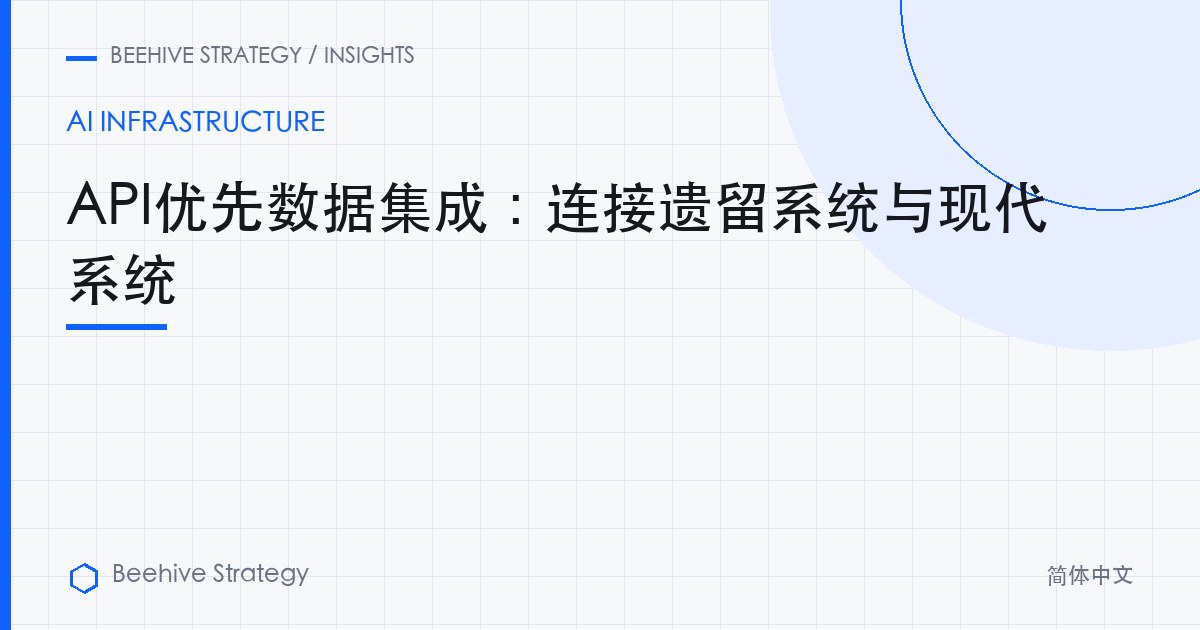 BEEHIVE STRATEGY / INSIGHTS
AI INFRASTRUCTURE
API优先数据集成：连接遗留系统与现代
系统
Beehive Strategy
简体中文